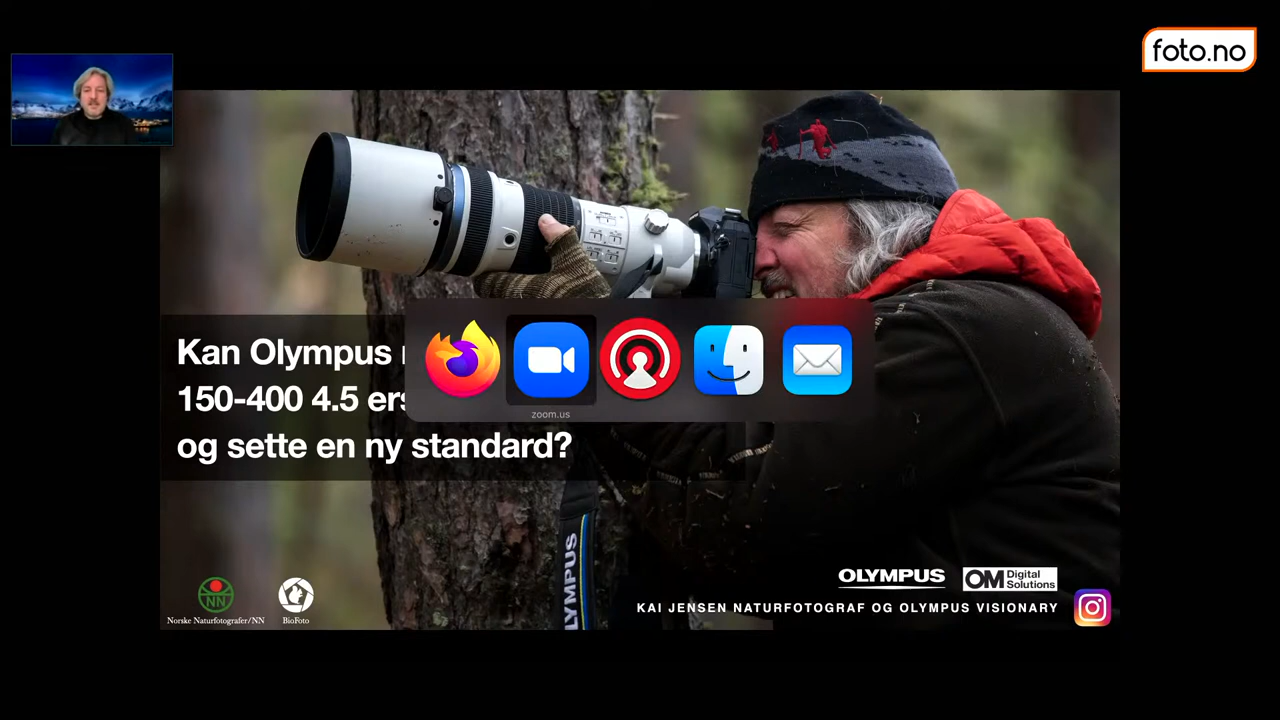 foto.no
Kan Olympus
150-400 4.5
og sette en ny standard?
zoom.us
OLYMPUS
NN
Norske Naturfotografer/NN
BioFoto
OLYMPUS
OM Digital
Solutions
KAI JENSEN NATURFOTOGRAF OG OLYMPUS VISIONARY